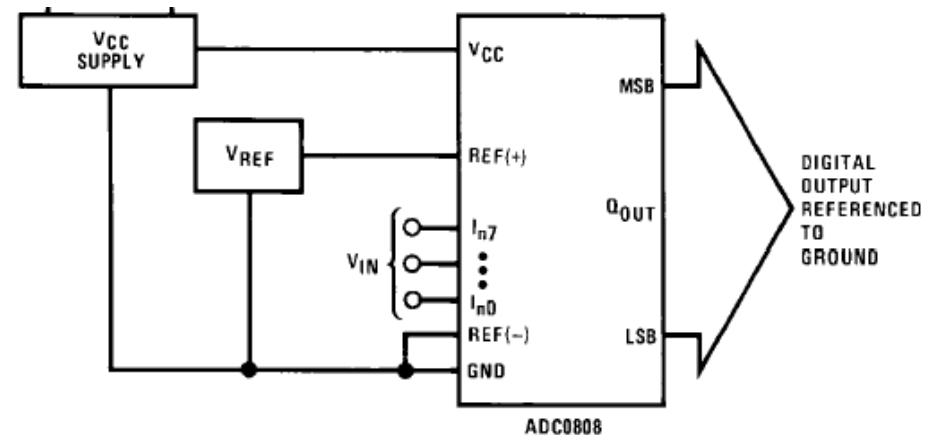 VCC
SUPPLY
VREF
VIN
VCC
REF(+)
In7
In0
REF(–)
GND
MSB
QOUT
LSB
DIGITAL
OUTPUT
REFERENCED
TO
GROUND
ADC0808